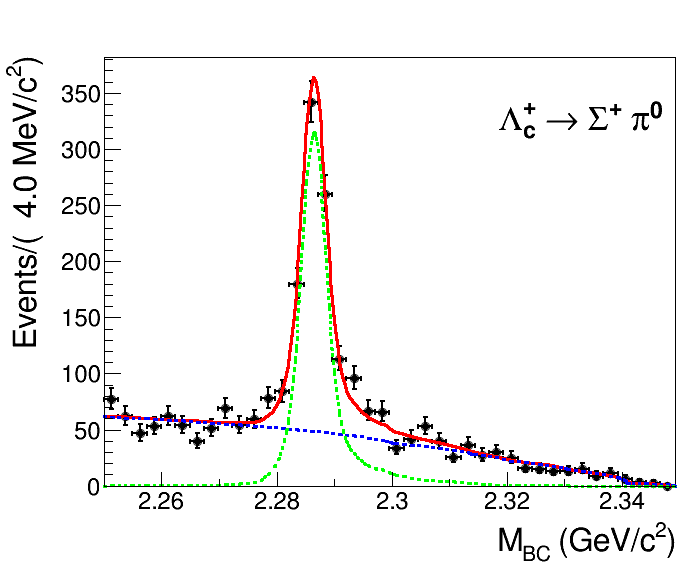 Λc+ → Σ+ π0
Events/( 4.0 MeV/c2)
350
300
250
200
150
100
50
0
2.26 2.28 2.3 2.32 2.34
MBC (GeV/c2)